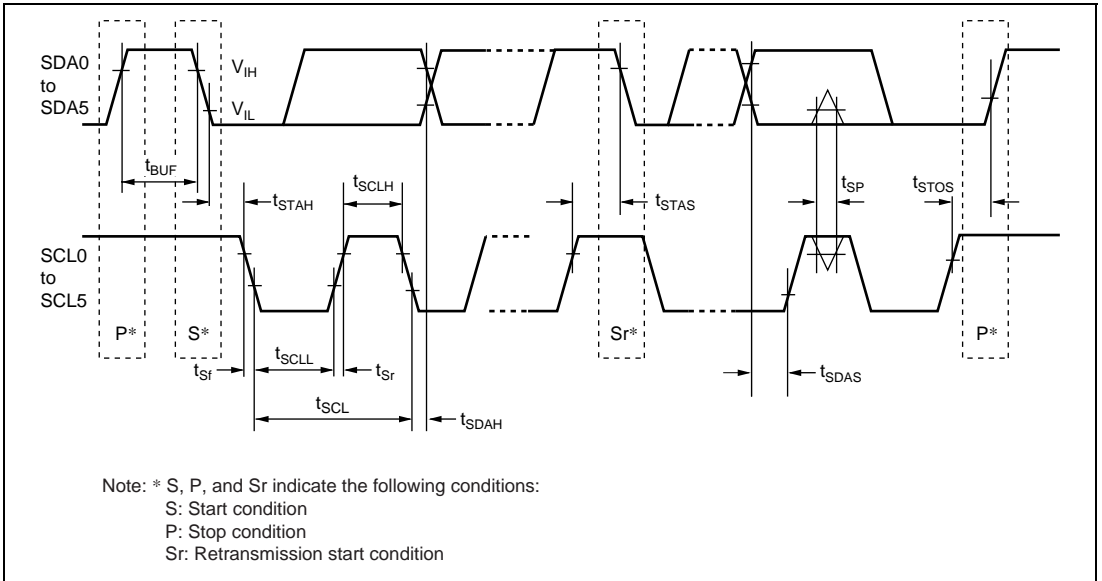 SDA0
to
SDA5
VIH
VIL
tBUF
tSTAH
tSCLH
tSTAS
tSP
tSTOS
SCL0
to
SCL5
P*
S*
Sr*
P*
tSf
tSCLL
tSr
tSCL
tSDAH
tSDAS
Note: * S, P, and Sr indicate the following conditions:
S: Start condition
P: Stop condition
Sr: Retransmission start condition